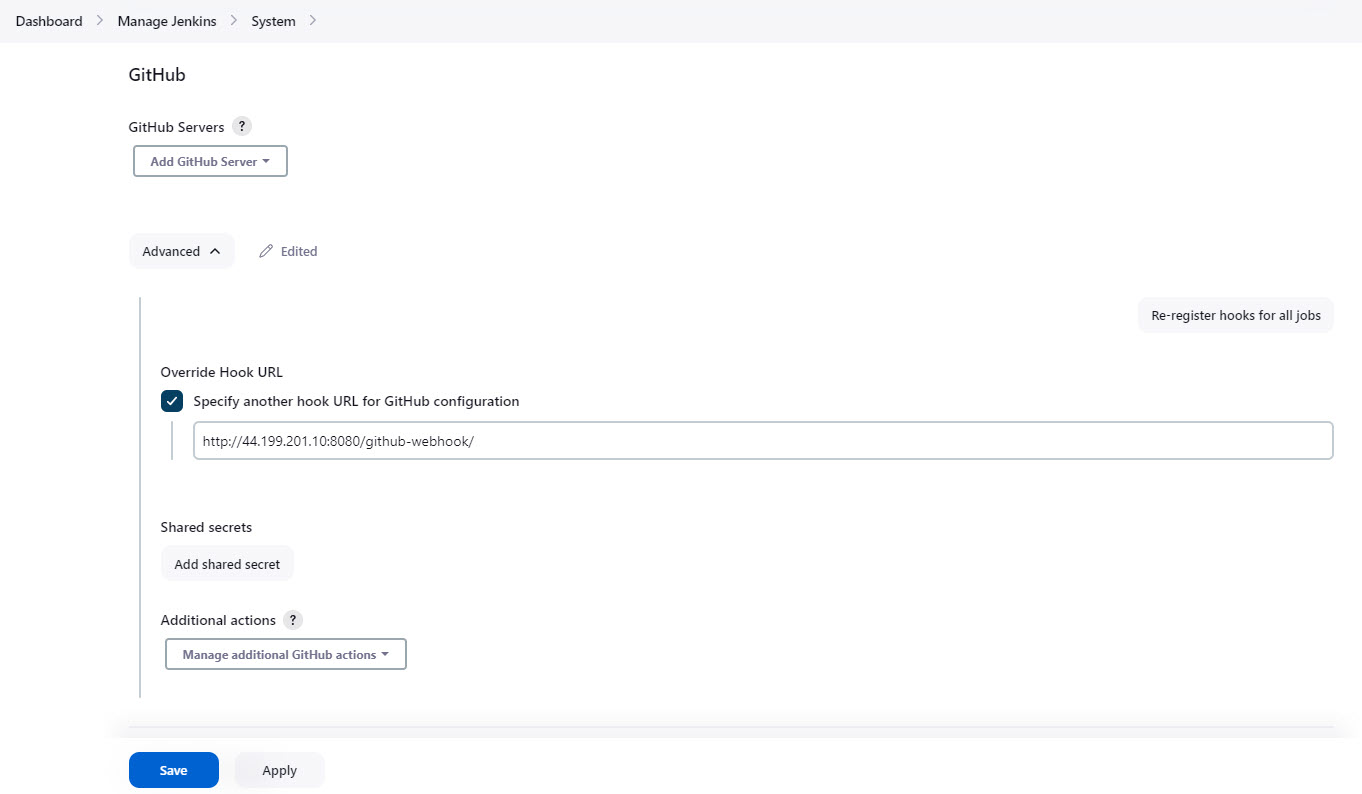 Dashboard > Manage Jenkins > System >
GitHub
GitHub Servers ?
Add GitHub Server
Advanced Edited
Re-register hooks for all jobs
Override Hook URL
Specify another hook URL for GitHub configuration
http://44.199.201.10:8080/github-webhook/
Shared secrets
Add shared secret
Additional actions ?
Manage additional GitHub actions
Save Apply